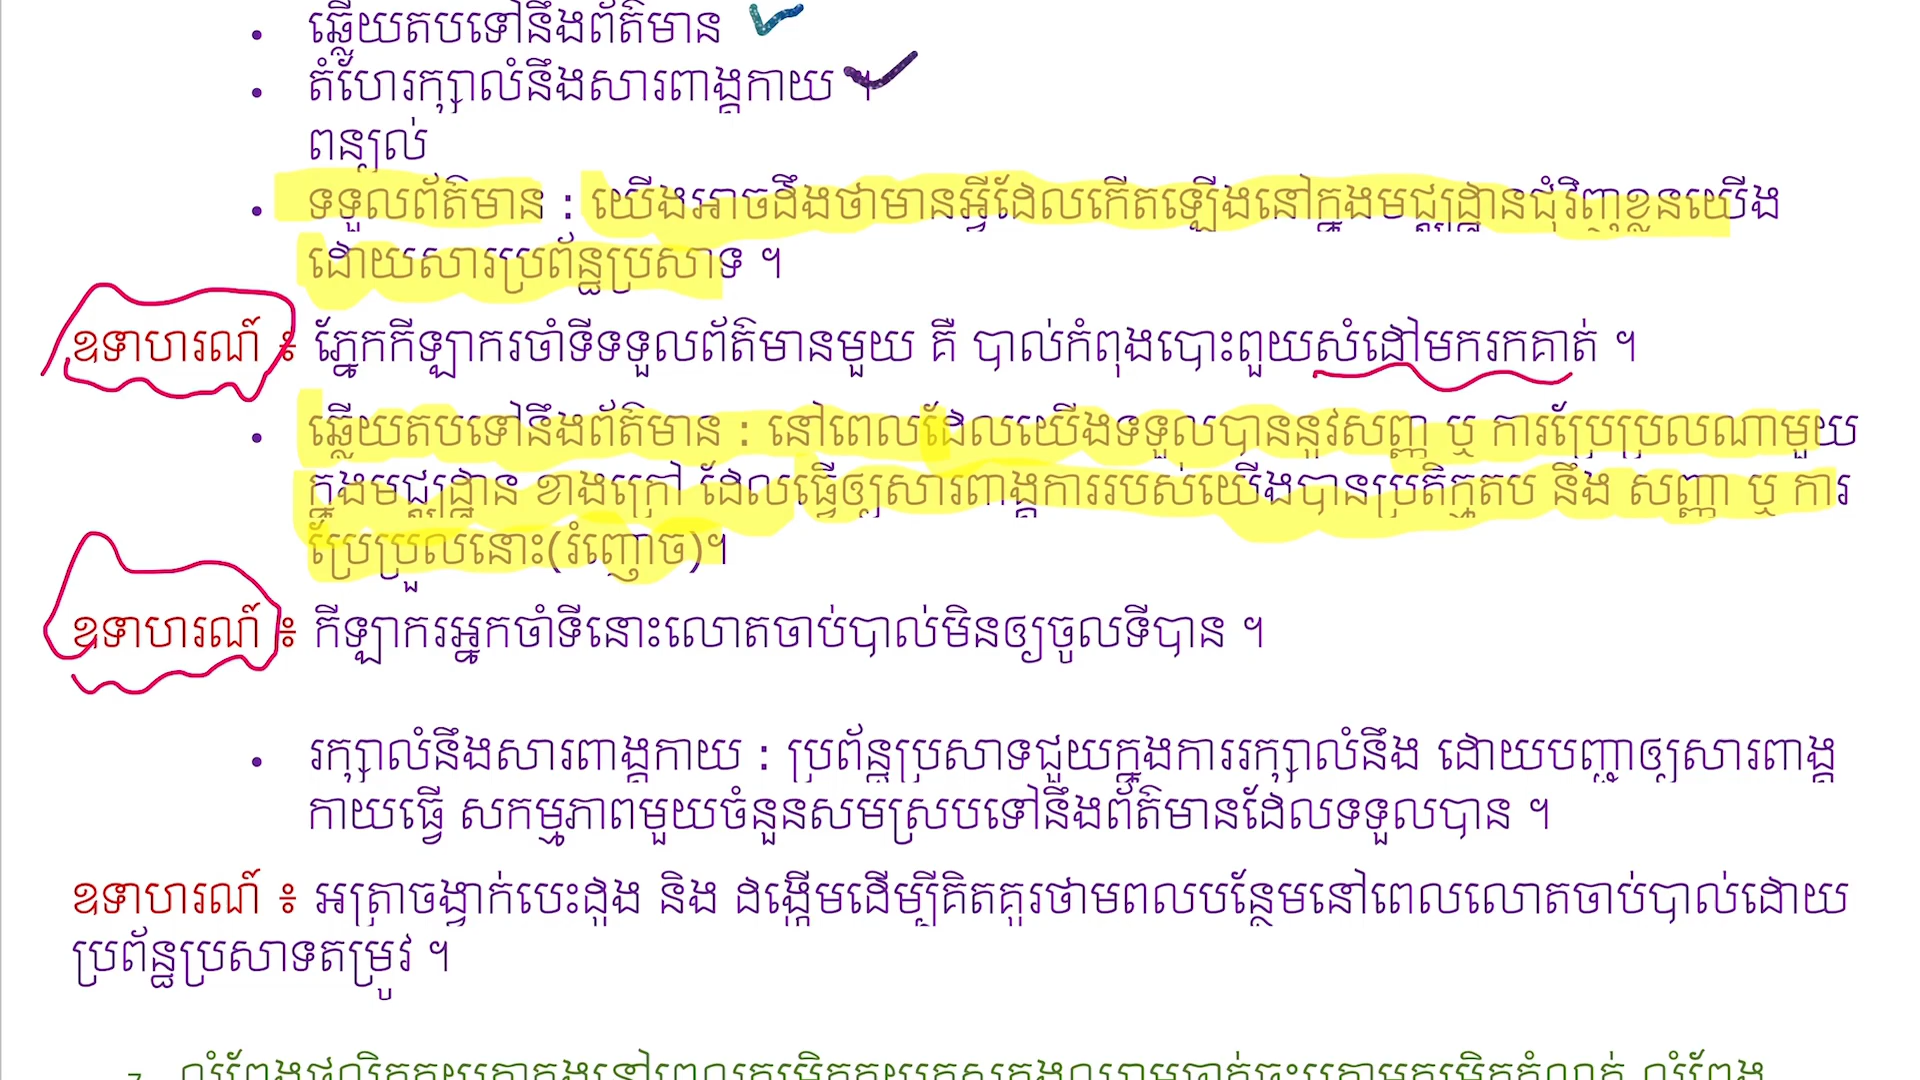 • ឆ្លើយតបទៅនឹងព័ត៌មាន
• តំហែរក្សាលំនឹងសារពាង្គកាយ ។
ពន្យល់
• ទទួលព័ត៌មាន : យើងអាចដឹងថាមានអ្វីដែលកើតឡើងនៅក្នុងមជ្ឈដ្ឋានជុំវិញខ្លួនយើង
ដោយសារប្រព័ន្ធប្រសាទ ។
ឧទាហរណ៍ ៖ ភ្នែកកីឡាករចាំទីទទួលព័ត៌មានមួយ គឺ បាល់កំពុងបោះពួយសំដៅមករកគាត់ ។
• ឆ្លើយតបទៅនឹងព័ត៌មាន : នៅពេលដែលយើងទទួលបាននូវសញ្ញា ឬ ការប្រែប្រលណាមួយ
ក្នុងមជ្ឈដ្ឋាន ខាងក្រៅ ដែលធ្វើឲ្យសារពាង្គការរបស់យើងបានប្រតិកម្មតប នឹង សញ្ញា ឬ ការ
ប្រែប្រួលនោះ(រំញោច)។
ឧទាហរណ៍ ៖ កីឡាករអ្នកចាំទីនោះលោតចាប់បាល់មិនឲ្យចូលទីបាន ។
• រក្សាលំនឹងសារពាង្គកាយ : ប្រព័ន្ធប្រសាទជួយក្នុងការរក្សាលំនឹង ដោយបញ្ជាឲ្យសារពាង្គ
កាយធ្វើ សកម្មភាពមួយចំនួនសមស្របទៅនឹងព័ត៌មានដែលទទួលបាន ។
ឧទាហរណ៍ ៖ អត្រាចង្វាក់បេះដូង និង ដង្ហើមដើម្បីគិតគូរថាមពលបន្ថែមនៅពេលលោតចាប់បាល់ដោយ
ប្រព័ន្ធប្រសាទតម្រូវ ។